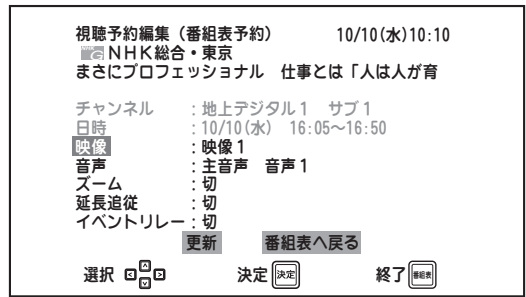 視聴予約編集（番組表予約） 10/10(水)10:10
NHK G NHK総合・東京
まさにプロフェッショナル 仕事とは「人は人が育
チャンネル ：地上デジタル1 サブ1
日時 ：10/10(水) 16:05〜16:50
映像 ：映像1
音声 ：主音声 音声1
ズーム ：切
延長追従 ：切
イベントリレー：切
更新 番組表へ戻る
選択 決定 決定 終了 番組表